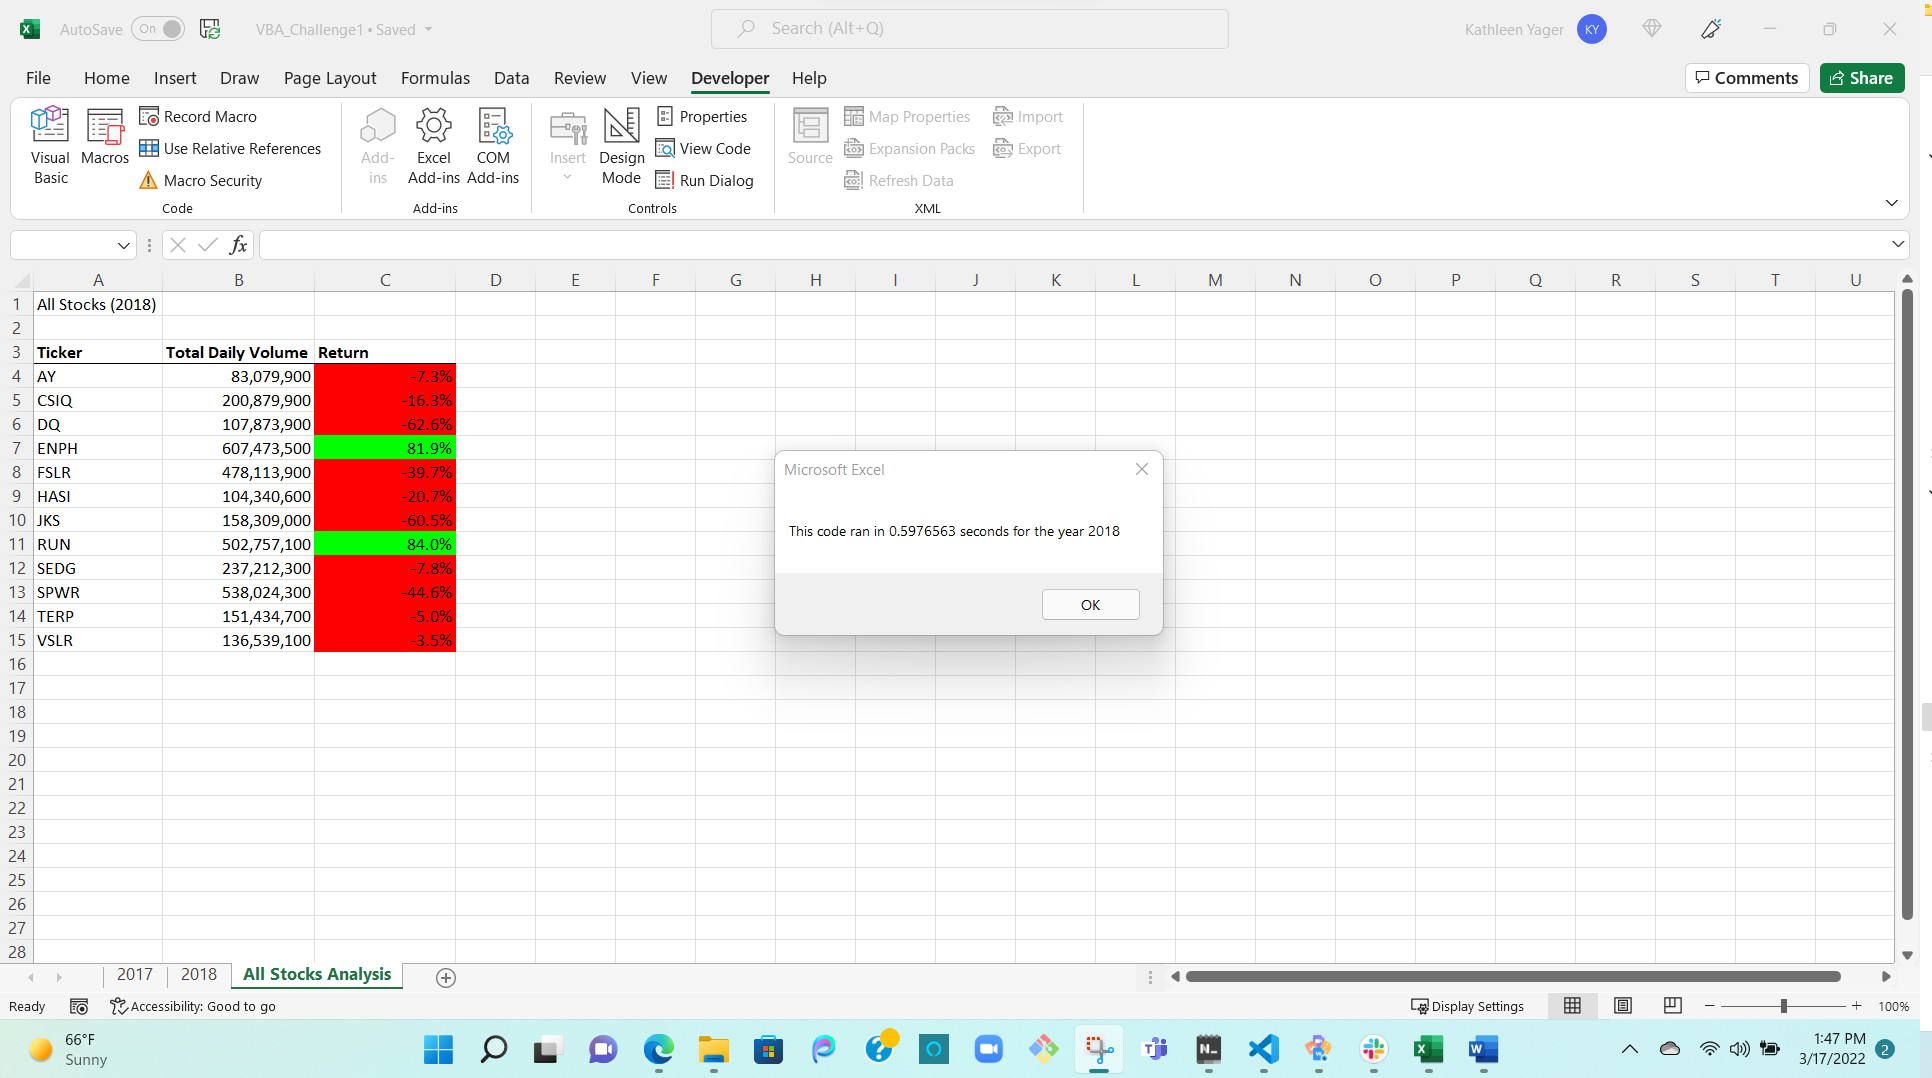 AutoSave On VBA_Challenge1 • Saved Search (Alt+Q) Kathleen Yager KY
File Home Insert Draw Page Layout Formulas Data Review View Developer Help Comments Share
Visual Basic
Macros
Record Macro
Use Relative References
Macro Security
Code
Add-ins
Excel Add-ins
COM Add-ins
Add-ins
Insert
Design Mode
Properties
View Code
Run Dialog
Controls
Source
Map Properties
Expansion Packs
Refresh Data
Import
Export
XML
fx
A B C D E F G H I J K L M N O P Q R S T U
1 All Stocks (2018)
2
3 Ticker Total Daily Volume Return
4 AY 83,079,900 -7.3%
5 CSIQ 200,879,900 -16.3%
6 DQ 107,873,900 -62.6%
7 ENPH 607,473,500 81.9%
8 FSLR 478,113,900 -39.7%
9 HASI 104,340,600 -20.7%
10 JKS 158,309,000 -60.5%
11 RUN 502,757,100 84.0%
12 SEDG 237,212,300 -7.8%
13 SPWR 538,024,300 -44.6%
14 TERP 151,434,700 -5.0%
15 VSLR 136,539,100 -3.5%
16
17
18
19
20
21
22
23
24
25
26
27
28
Microsoft Excel
This code ran in 0.5976563 seconds for the year 2018
OK
2017 2018 All Stocks Analysis
Ready Accessibility: Good to go Display Settings 100%
66°F
Sunny
1:47 PM
3/17/2022
2